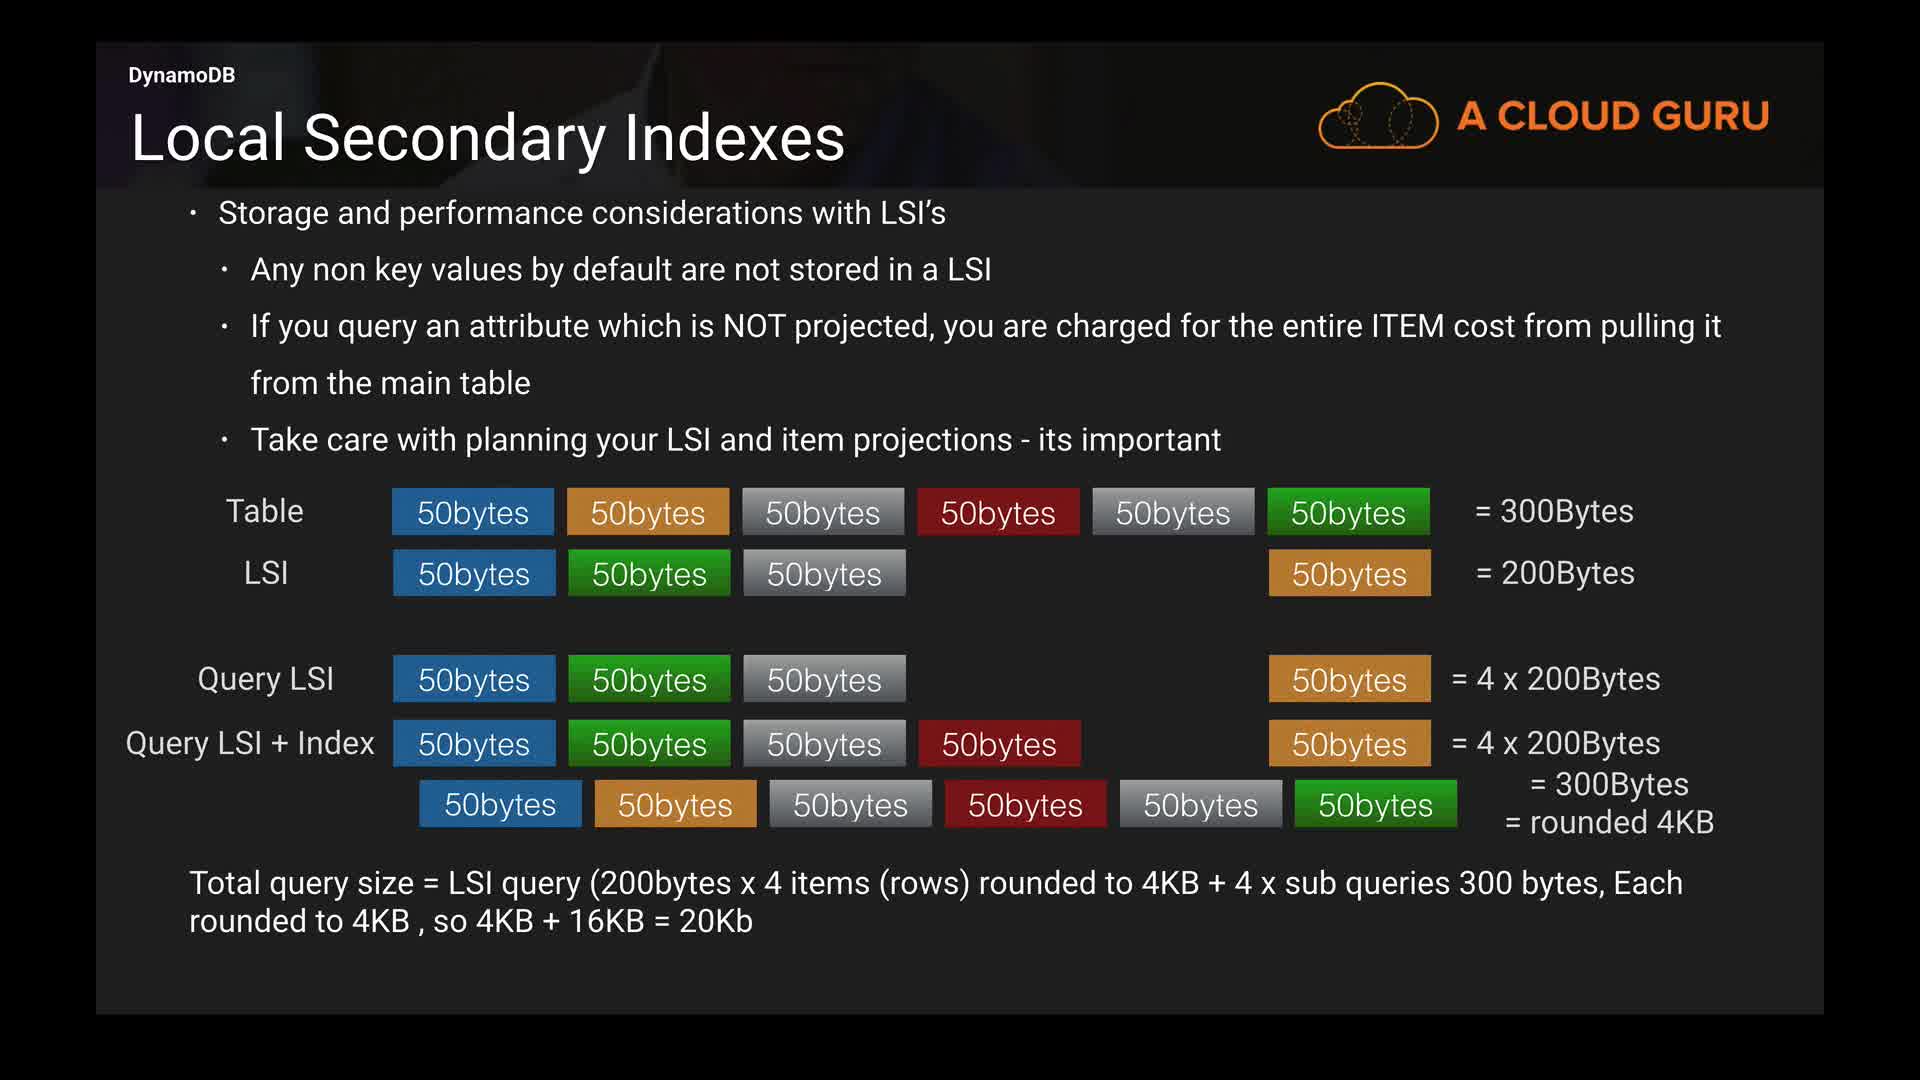 DynamoDB
Local Secondary Indexes
A CLOUD GURU
• Storage and performance considerations with LSI’s
• Any non key values by default are not stored in a LSI
• If you query an attribute which is NOT projected, you are charged for the entire ITEM cost from pulling it
from the main table
• Take care with planning your LSI and item projections - its important
Table 50bytes 50bytes 50bytes 50bytes 50bytes 50bytes = 300Bytes
LSI 50bytes 50bytes 50bytes 50bytes = 200Bytes
Query LSI 50bytes 50bytes 50bytes 50bytes = 4 x 200Bytes
Query LSI + Index 50bytes 50bytes 50bytes 50bytes 50bytes = 4 x 200Bytes
50bytes 50bytes 50bytes 50bytes 50bytes 50bytes = 300Bytes
= rounded 4KB
Total query size = LSI query (200bytes x 4 items (rows) rounded to 4KB + 4 x sub queries 300 bytes, Each
rounded to 4KB , so 4KB + 16KB = 20Kb